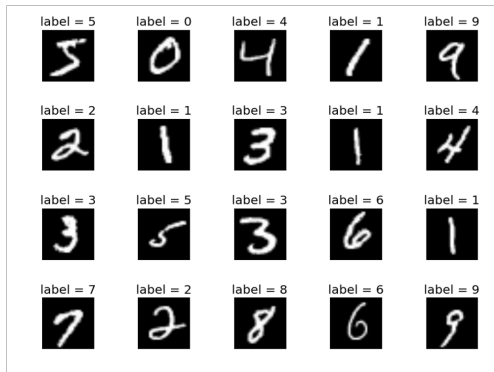 label = 5 label = 0 label = 4 label = 1 label = 9
5 0 4 1 9
label = 2 label = 1 label = 3 label = 1 label = 4
2 1 3 1 4
label = 3 label = 5 label = 3 label = 6 label = 1
3 5 3 6 1
label = 7 label = 2 label = 8 label = 6 label = 9
7 2 8 6 9